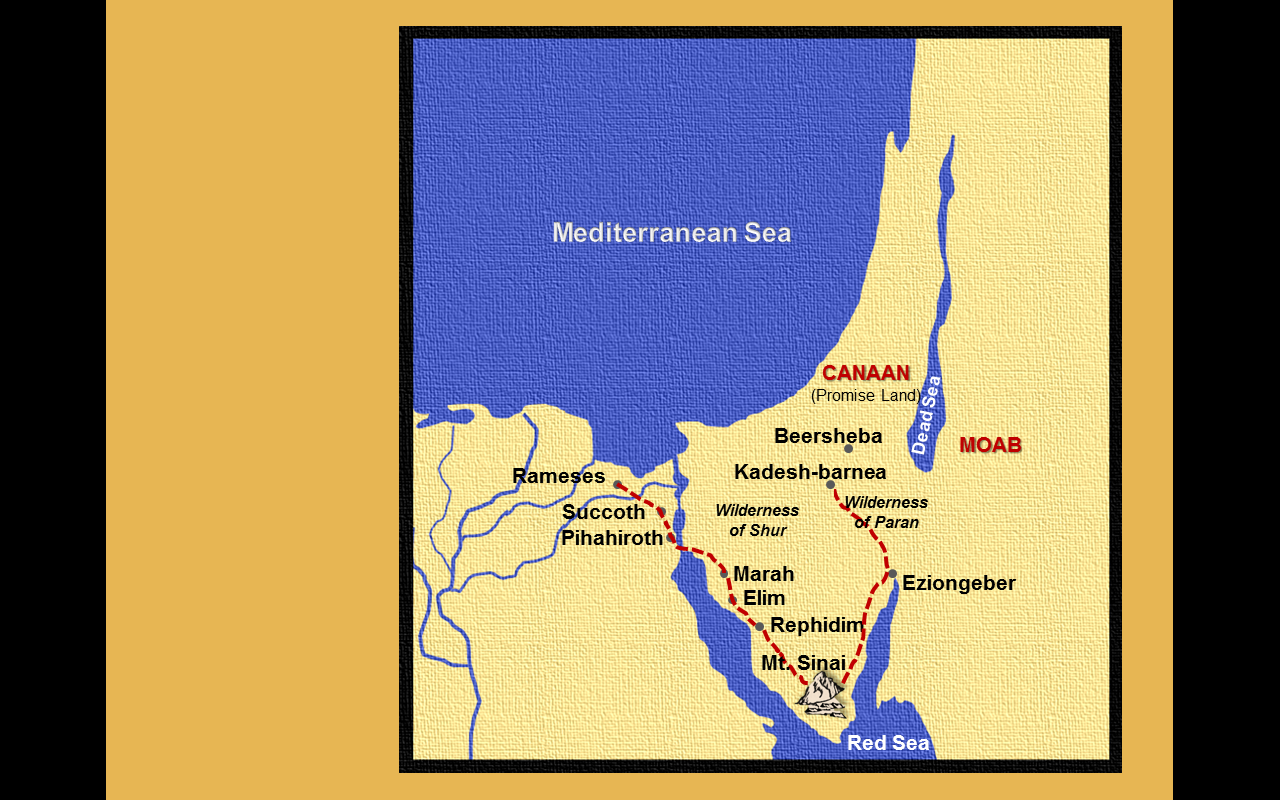 Mediterranean Sea
CANAAN
(Promise Land)
Dead Sea
Beersheba
MOAB
Kadesh-barnea
Rameses
Wilderness
of Paran
Succoth
Wilderness
of Shur
Pihahiroth
Marah
Eziongeber
Elim
Rephidim
Mt. Sinai
Red Sea